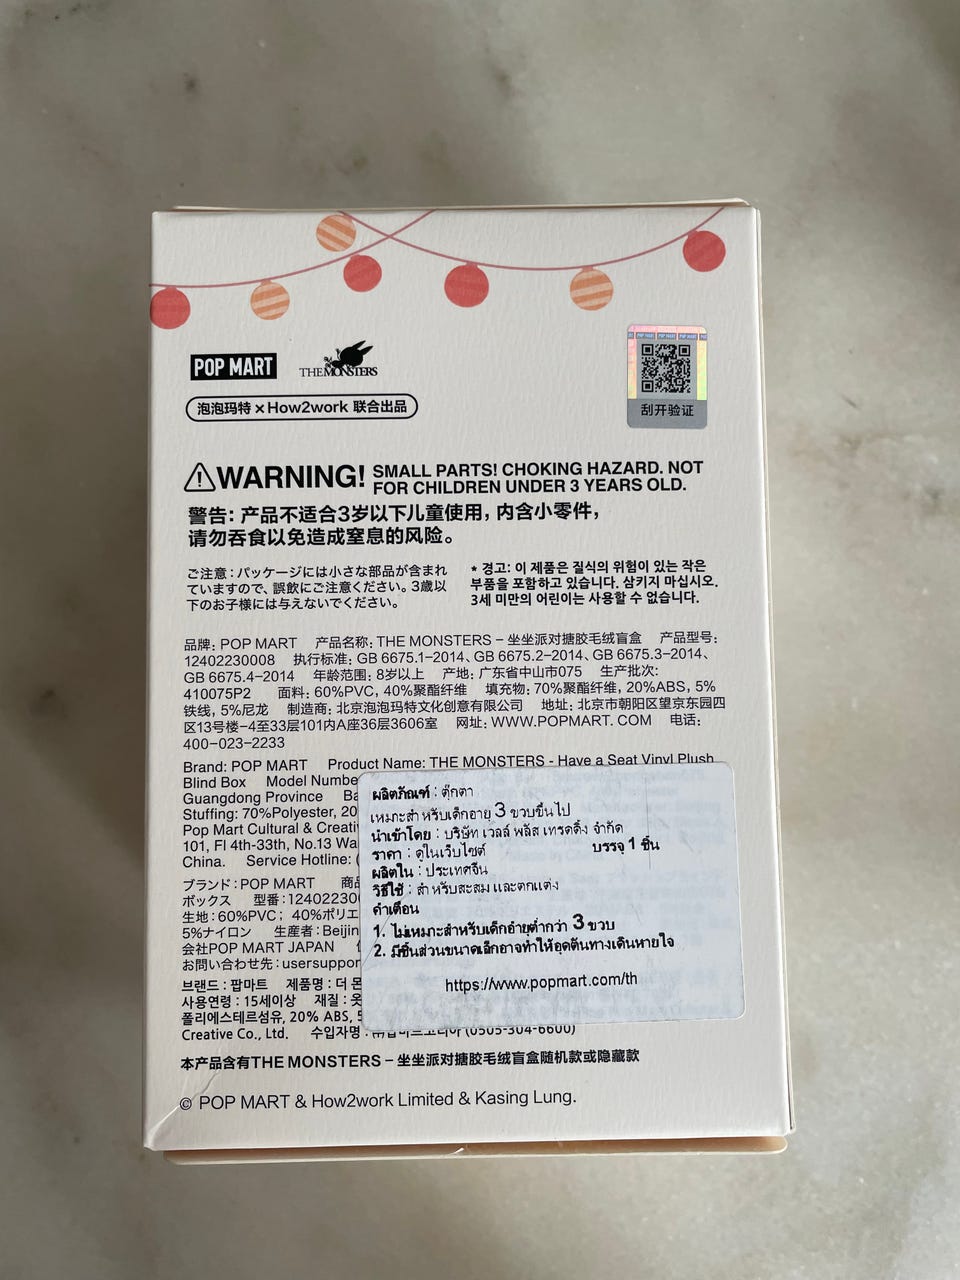 POP MART
THE MONSTERS
泡泡玛特×How2work 联合出品
刮开验证
WARNING! SMALL PARTS! CHOKING HAZARD. NOT
FOR CHILDREN UNDER 3 YEARS OLD.
警告: 产品不适合3岁以下儿童使用, 内含小零件,
请勿吞食以免造成窒息的风险。
ご注意:パッケージには小さな部品が含まれ
ていますので、誤飲にご注意ください。3歳以
下のお子様には与えないでください。
* 경고: 이 제품은 질식의 위험이 있는 작은
부품을 포함하고 있습니다. 삼키지 마십시오.
3세 미만의 어린이는 사용할 수 없습니다.
品牌: POP MART 产品名称: THE MONSTERS – 坐坐派对搪胶毛绒盲盒 产品型号:
12402230008 执行标准: GB 6675.1–2014、GB 6675.2–2014、GB 6675.3–2014、
GB 6675.4–2014 年龄范围: 8岁以上 产地: 广东省中山市075 生产批次:
410075P2 面料: 60%PVC, 40%聚酯纤维 填充物: 70%聚酯纤维, 20%ABS, 5%
铁线, 5%尼龙 制造商: 北京泡泡玛特文化创意有限公司 地址: 北京市朝阳区望京东园四
区13号楼–4至33层101内A座36层3606室 网址: WWW.POPMART. COM 电话:
400–023–2233
Brand: POP MART Product Name: THE MONSTERS - Have a Seat Vinyl Plush
Blind Box Model Numbe
Guangdong Province Ba
Stuffing: 70%Polyester, 20
Pop Mart Cultural & Creativ
101, Fl 4th-33th, No.13 Wa
China. Service Hotline: (
ブランド:POP MART 商品
ボックス 型番:124022300
生地:60%PVC; 40%ポリエ
5%ナイロン 生産者:Beijin
会社POP MART JAPAN
お問い合わせ先:usersuppor
브랜드 : 팝마트 제품명 : 더 몬
사용연령 : 15세이상 재질 : 옷
폴리에스테르섬유, 20% ABS, 5
Creative Co., Ltd. 수입자명 : (0505-304-6600)
ผลิตภัณฑ์ : ตุ๊กตา
เหมาะสำหรับเด็กอายุ 3 ขวบขึ้นไป
นำเข้าโดย : บริษัท เวลล์ พลัส เทรดดิ้ง จำกัด
ราคา : ดูในเว็บไซต์ บรรจุ 1 ชิ้น
ผลิตใน : ประเทศจีน
วิธีใช้ : สำหรับสะสม และตกแต่ง
คำเตือน
1. ไม่เหมาะสำหรับเด็กอายุต่ำกว่า 3 ขวบ
2. มีชิ้นส่วนขนาดเล็กอาจทำให้อุดตันทางเดินหายใจ
https://www.popmart.com/th
本产品含有THE MONSTERS – 坐坐派对搪胶毛绒盲盒随机款或隐藏款
© POP MART & How2work Limited & Kasing Lung.